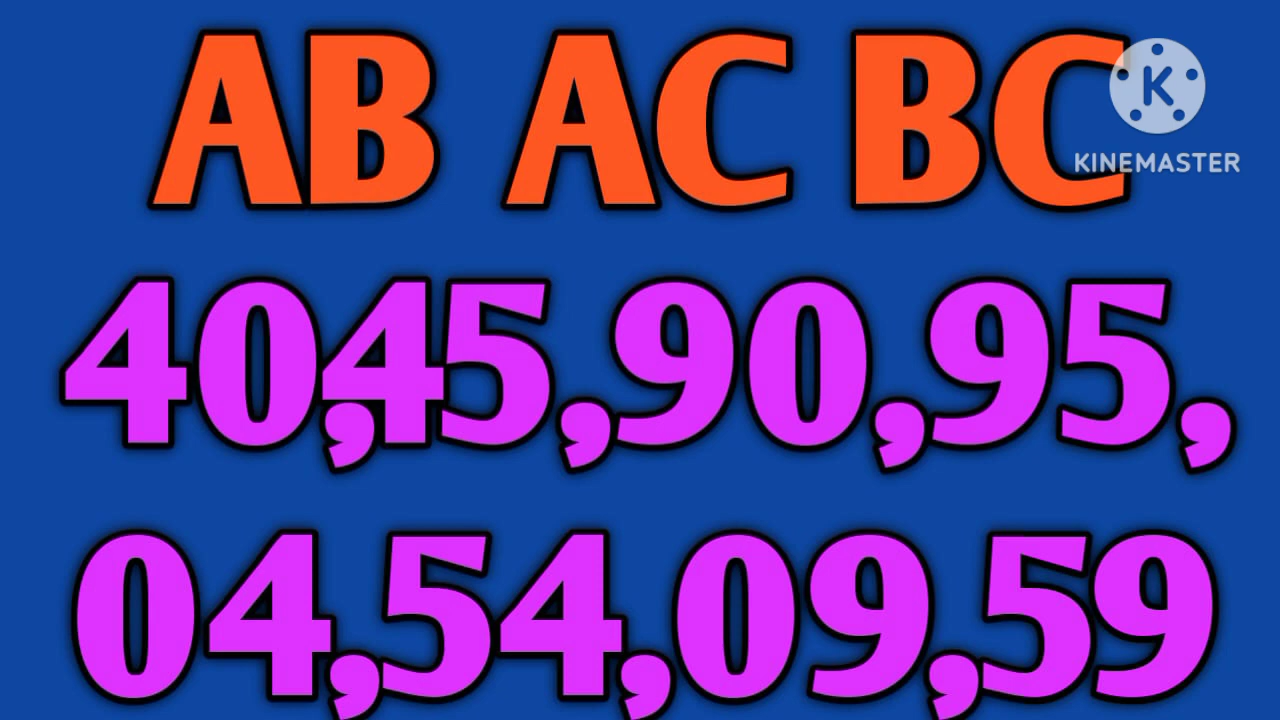 AB AC BC
K
KINEMASTER
40,45,90,95,
04,54,09,59